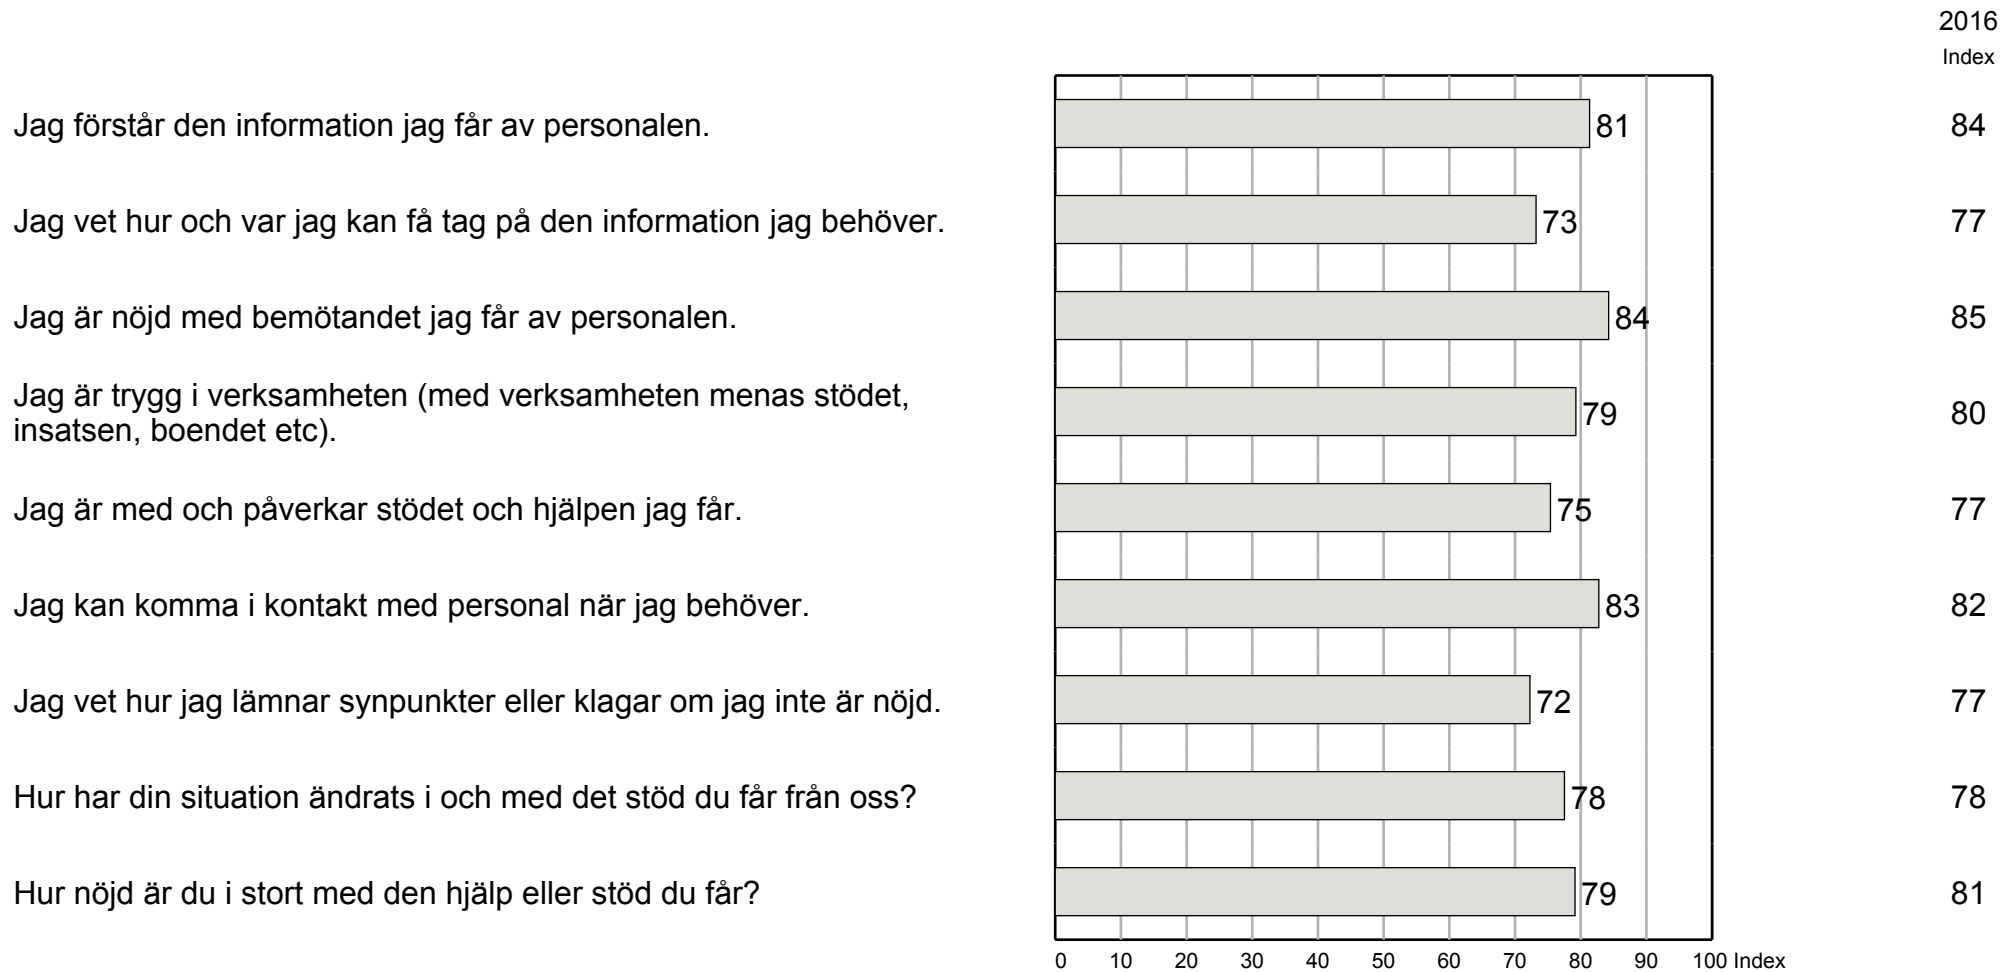 2016
Index
Jag förstår den information jag får av personalen. 81 84
Jag vet hur och var jag kan få tag på den information jag behöver. 73 77
Jag är nöjd med bemötandet jag får av personalen. 84 85
Jag är trygg i verksamheten (med verksamheten menas stödet,
insatsen, boendet etc). 79 80
Jag är med och påverkar stödet och hjälpen jag får. 75 77
Jag kan komma i kontakt med personal när jag behöver. 83 82
Jag vet hur jag lämnar synpunkter eller klagar om jag inte är nöjd. 72 77
Hur har din situation ändrats i och med det stöd du får från oss? 78 78
Hur nöjd är du i stort med den hjälp eller stöd du får? 79 81
0 10 20 30 40 50 60 70 80 90 100 Index